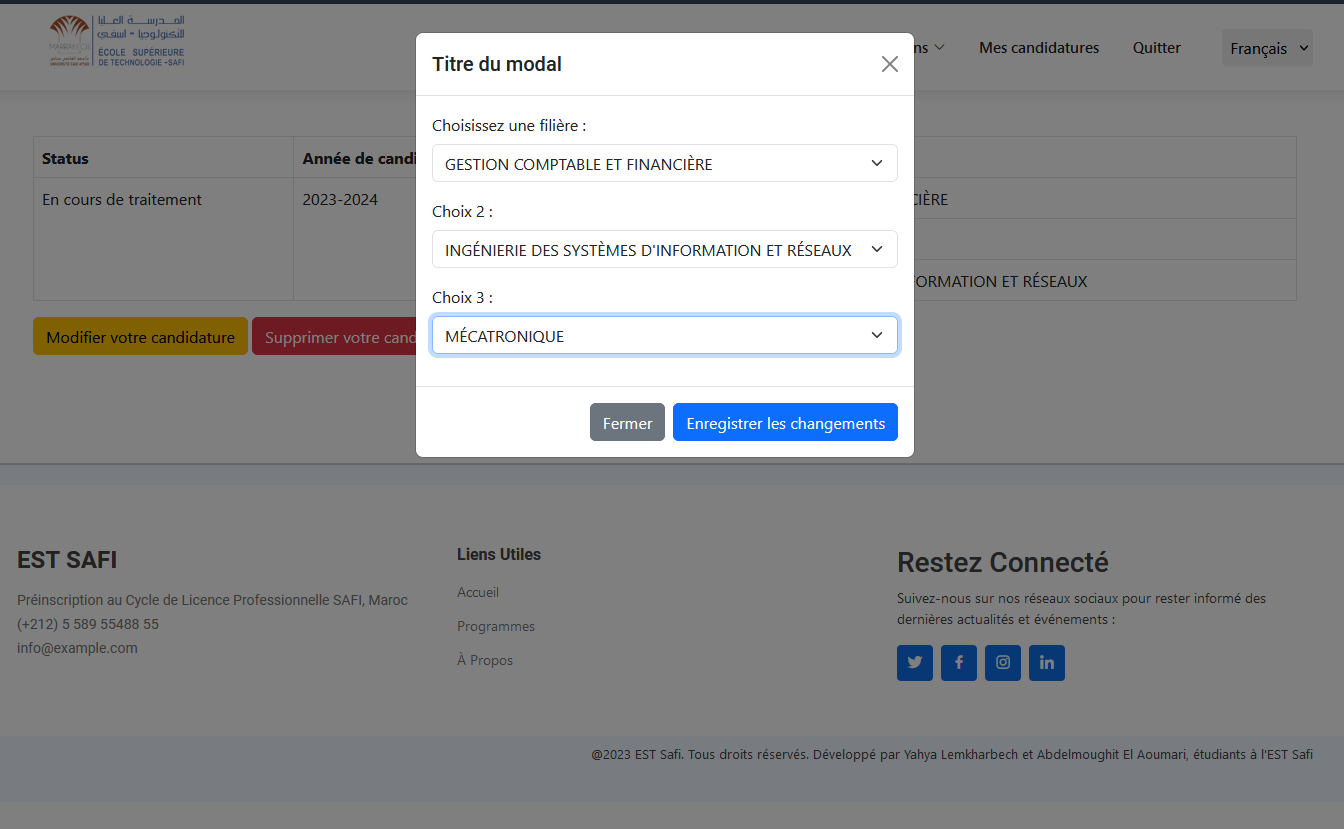 المدرسة العليا
للتكنولوجيا - اسفي
ÉCOLE SUPÉRIEURE
DE TECHNOLOGIE -SAFI
Mes candidatures
Quitter
Français
Titre du modal
Choisissez une filière :
GESTION COMPTABLE ET FINANCIÈRE
Choix 2 :
INGÉNIERIE DES SYSTÈMES D'INFORMATION ET RÉSEAUX
Choix 3 :
MÉCATRONIQUE
Fermer
Enregistrer les changements
Status
Année de candi
En cours de traitement
2023-2024
CIÈRE
FORMATION ET RÉSEAUX
Modifier votre candidature
Supprimer votre cand
EST SAFI
Préinscription au Cycle de Licence Professionnelle SAFI, Maroc
(+212) 5 589 55488 55
info@example.com
Liens Utiles
Accueil
Programmes
À Propos
Restez Connecté
Suivez-nous sur nos réseaux sociaux pour rester informé des
dernières actualités et événements :
@2023 EST Safi. Tous droits réservés. Développé par Yahya Lemkharbech et Abdelmoughit El Aoumari, étudiants à l'EST Safi